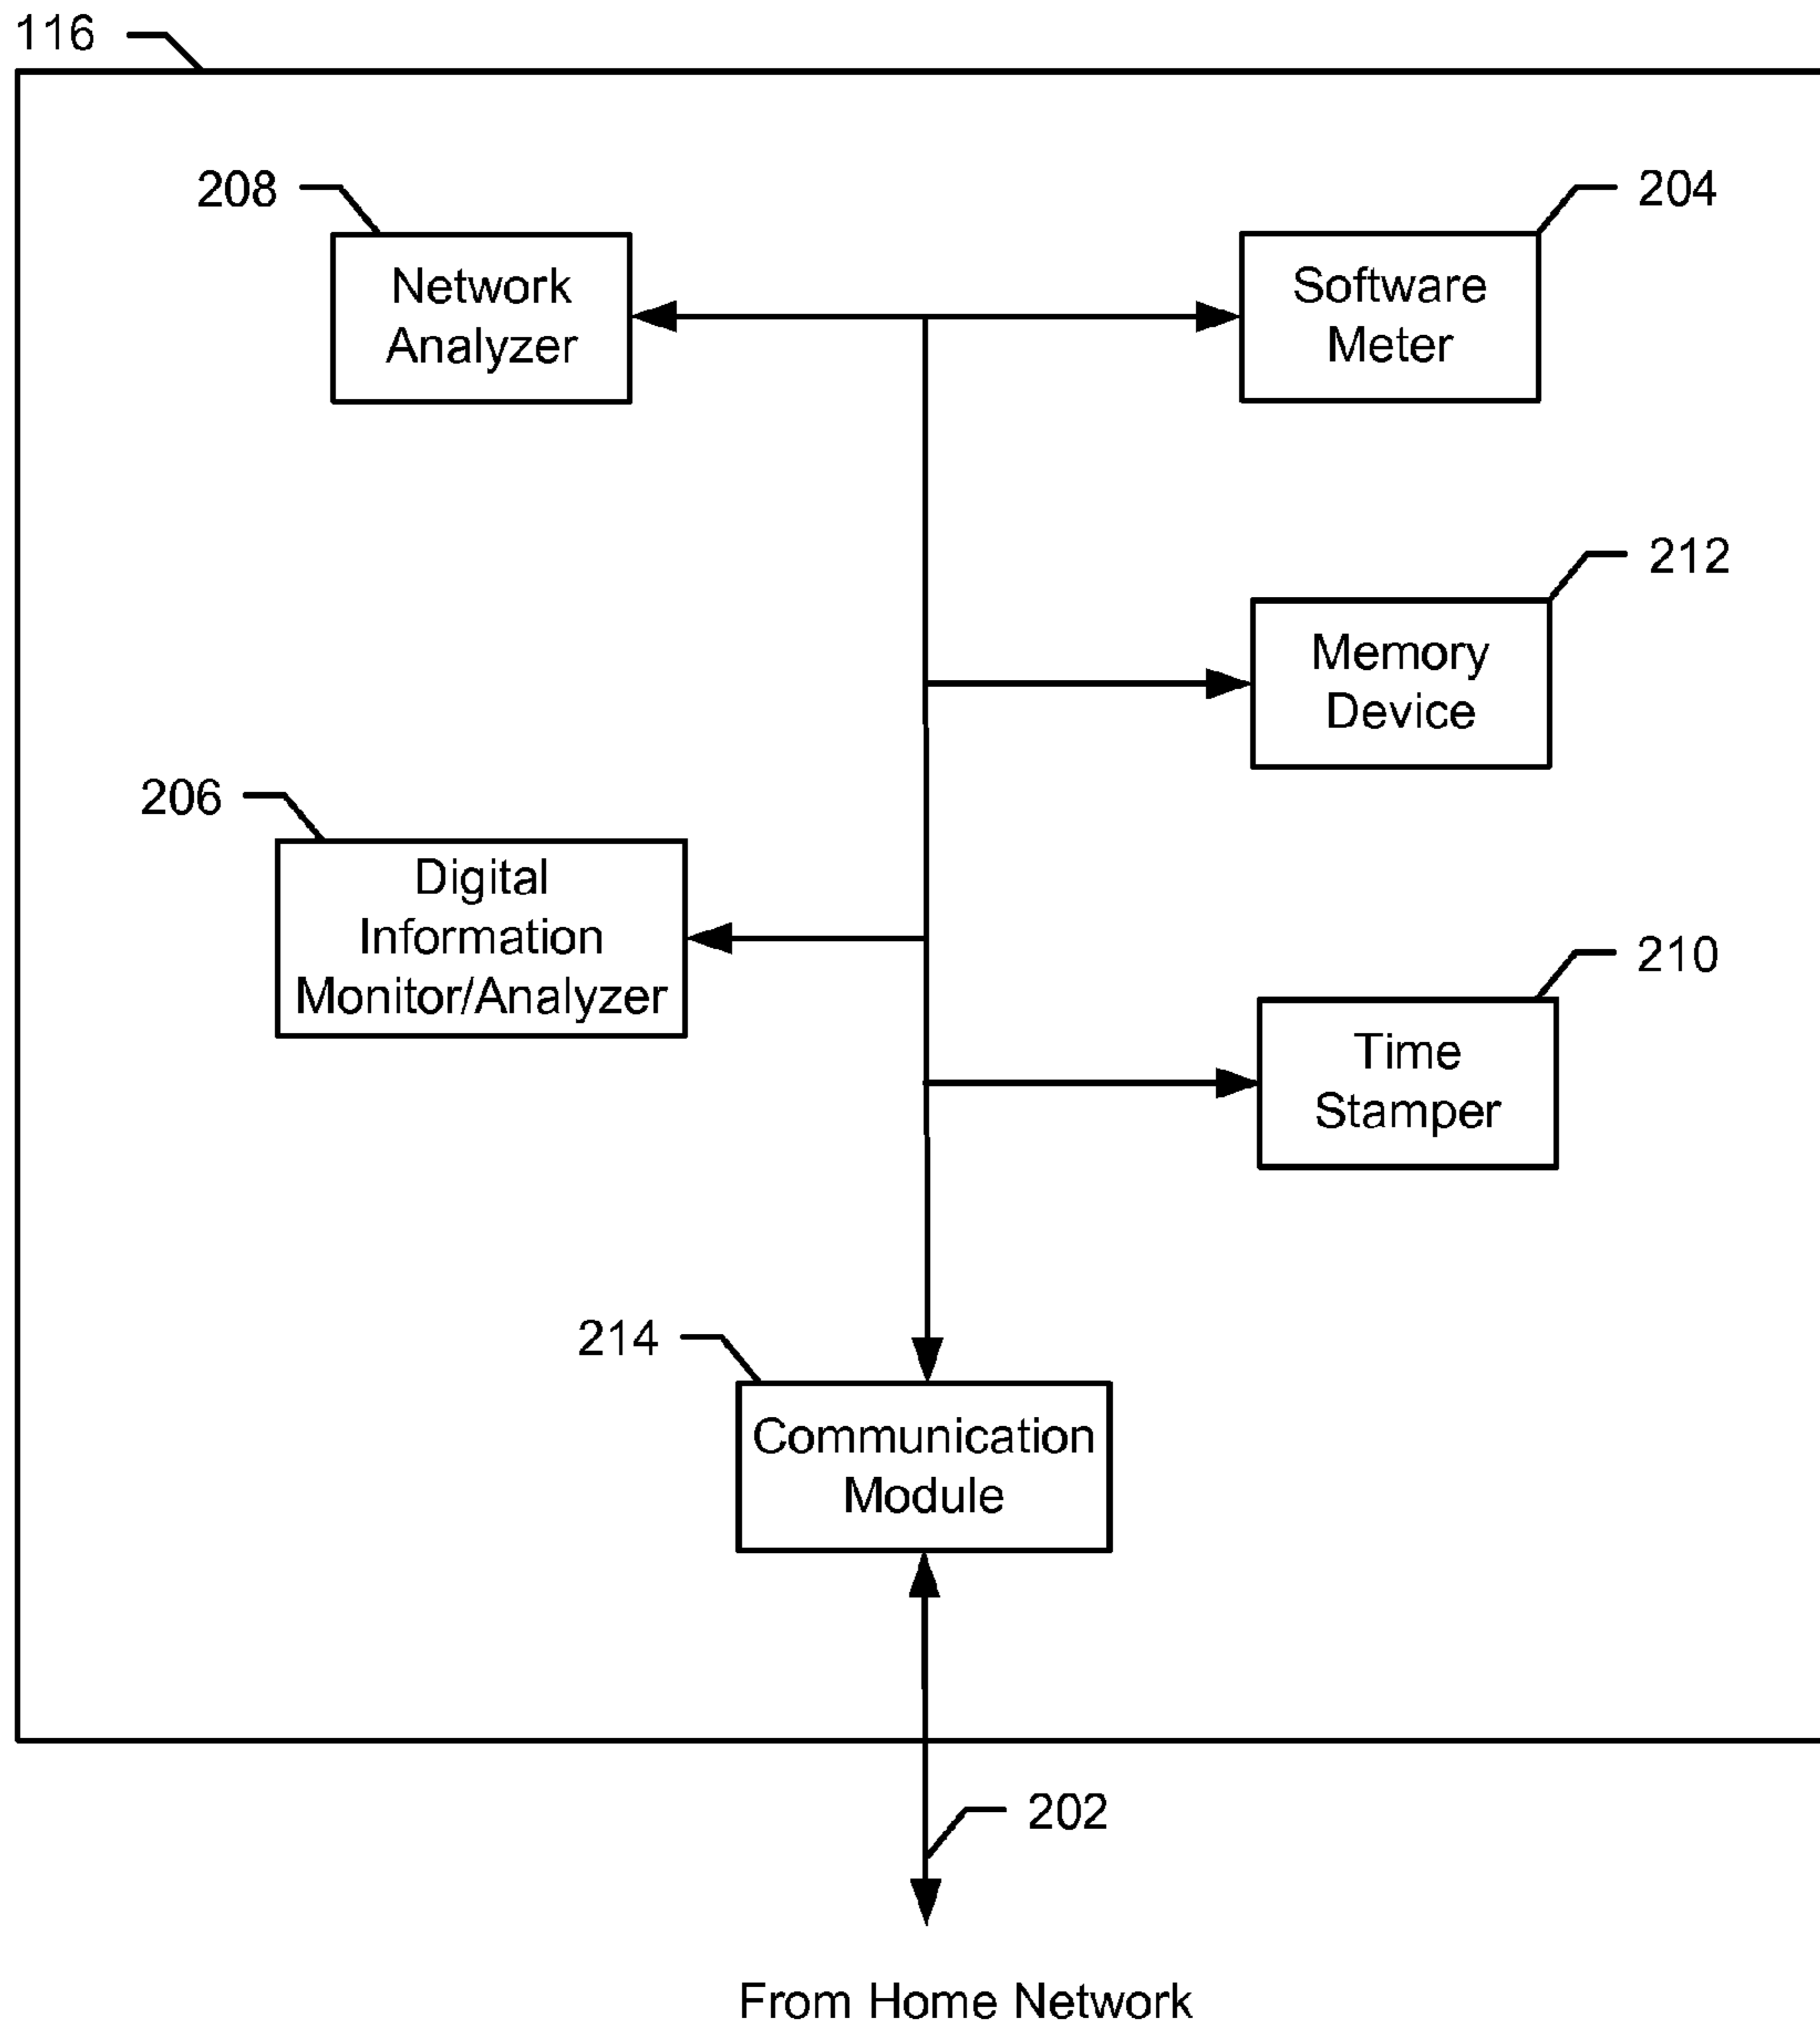 116
208
204
Network
Analyzer
Software
Meter
212
Memory
Device
206
Digital
Information
Monitor/Analyzer
210
Time
Stamper
214
Communication
Module
202
From Home Network